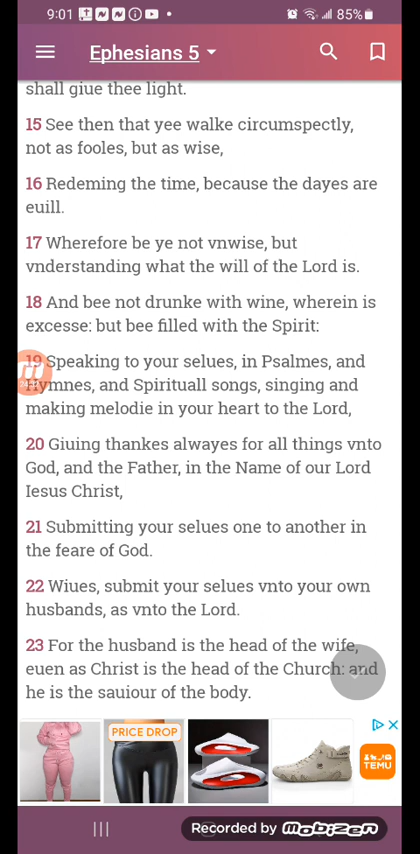 9:01
85%
Ephesians 5
shall giue thee light.
15 See then that yee walke circumspectly,
not as fooles, but as wise,
16 Redeming the time, because the dayes are
euill.
17 Wherefore be ye not vnwise, but
vnderstanding what the will of the Lord is.
18 And bee not drunke with wine, wherein is
excesse: but bee filled with the Spirit:
19 Speaking to your selues, in Psalmes, and
Hymnes, and Spirituall songs, singing and
making melodie in your heart to the Lord,
20 Giuing thankes alwayes for all things vnto
God, and the Father, in the Name of our Lord
Iesus Christ,
21 Submitting your selues one to another in
the feare of God.
22 Wiues, submit your selues vnto your own
husbands, as vnto the Lord.
23 For the husband is the head of the wife,
euen as Christ is the head of the Church: and
he is the sauiour of the body.
PRICE DROP
TEMU
Recorded by mobizen